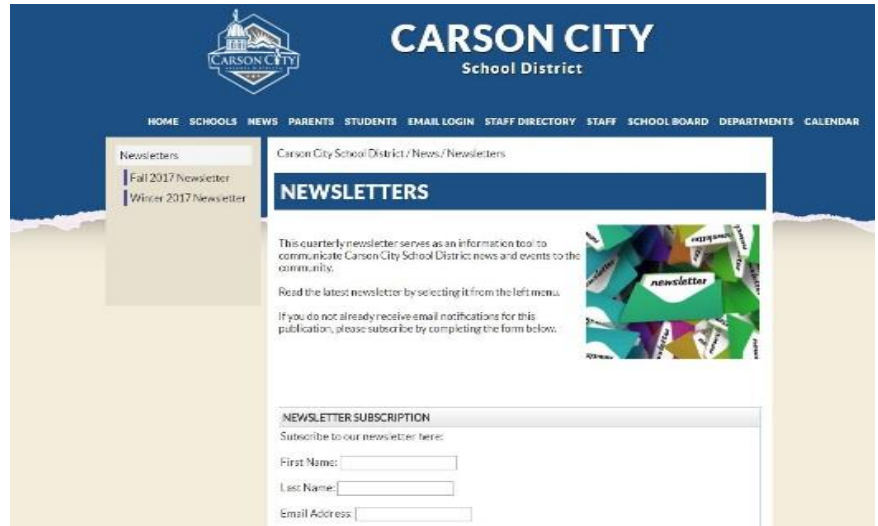 CARSON CITY
CARSON CITY
School District
HOME SCHOOLS NEWS PARENTS STUDENTS EMAIL LOGIN STAFF DIRECTORY STAFF SCHOOL BOARD DEPARTMENTS CALENDAR
Newsletters
Fall 2017 Newsletter
Winter 2017 Newsletter
Carson City School District / News / Newsletters
NEWSLETTERS
This quarterly newsletter serves as an information tool to
communicate Carson City School District news and events to the
community.
Read the latest newsletter by selecting it from the left menu.
If you do not already receive email notifications for this
publication, please subscribe by completing the form below.
newsletter
NEWSLETTER SUBSCRIPTION
Subscribe to our newsletter here:
First Name:
Last Name:
Email Address: